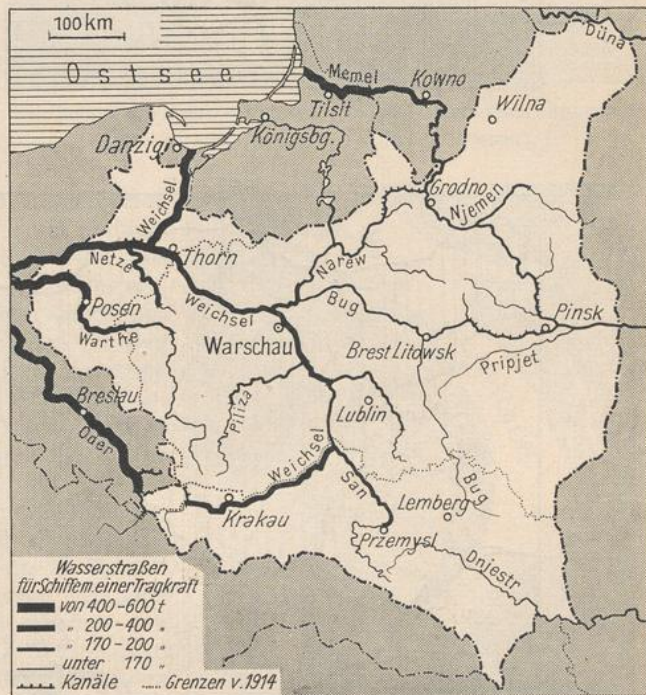 100 km
Ostsee
Düna
Memel
Kowno
Tilsit
Wilna
Königsbg.
Danzig
Weichsel
Grodno
Njemen
Netze
Thorn
Narew
Posen
Weichsel
Bug
Pinsk
Warthe
Warschau
Brest Litowsk
Pripjet
Breslau
Piliza
Lublin
Oder
Weichsel
San
Bug
Lemberg
Krakau
Przemysl
Dniestr
Wasserstraßen
für Schiffe m. einer Tragkraft
von 400-600 t
" 200-400 "
" 170-200 "
unter 170 "
Kanäle ..... Grenzen v. 1914